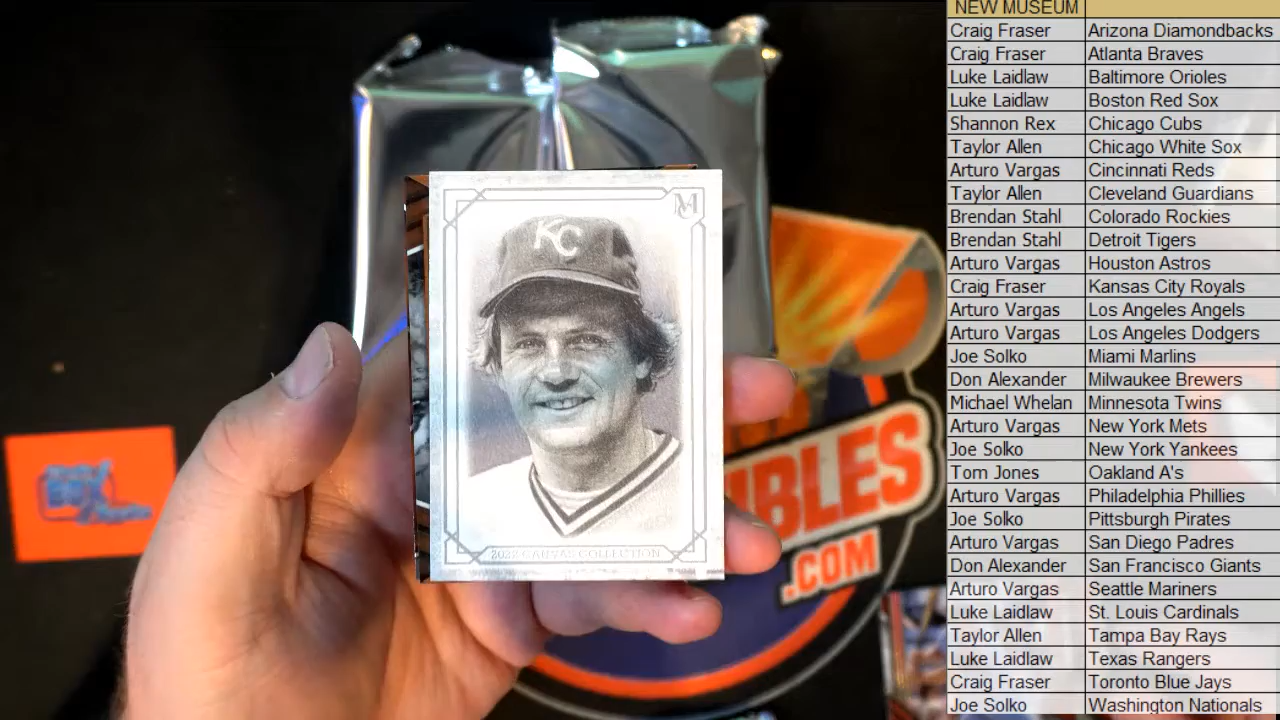 NEW MUSEUM
Craig Fraser Arizona Diamondbacks
Craig Fraser Atlanta Braves
Luke Laidlaw Baltimore Orioles
Luke Laidlaw Boston Red Sox
Shannon Rex Chicago Cubs
Taylor Allen Chicago White Sox
Arturo Vargas Cincinnati Reds
Taylor Allen Cleveland Guardians
Brendan Stahl Colorado Rockies
Brendan Stahl Detroit Tigers
Arturo Vargas Houston Astros
Craig Fraser Kansas City Royals
Arturo Vargas Los Angeles Angels
Arturo Vargas Los Angeles Dodgers
Joe Solko Miami Marlins
Don Alexander Milwaukee Brewers
Michael Whelan Minnesota Twins
Arturo Vargas New York Mets
Joe Solko New York Yankees
Tom Jones Oakland A's
Arturo Vargas Philadelphia Phillies
Joe Solko Pittsburgh Pirates
Arturo Vargas San Diego Padres
Don Alexander San Francisco Giants
Arturo Vargas Seattle Mariners
Luke Laidlaw St. Louis Cardinals
Taylor Allen Tampa Bay Rays
Luke Laidlaw Texas Rangers
Craig Fraser Toronto Blue Jays
Joe Solko Washington Nationals
M
KC
2022 CANVAS COLLECTION
IBLES
.COM